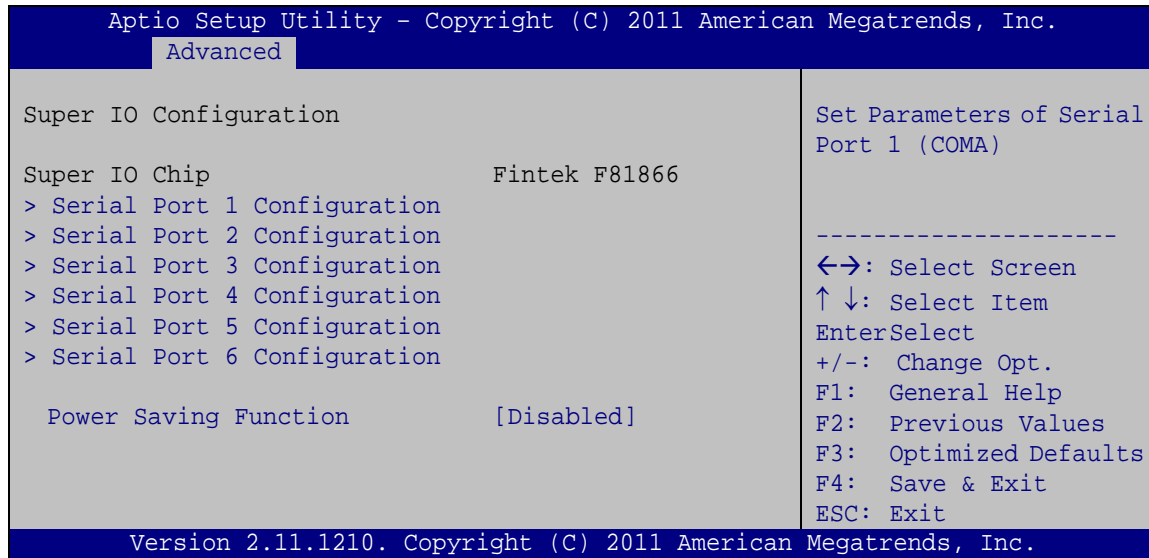 Aptio Setup Utility – Copyright (C) 2011 American Megatrends, Inc.
Advanced
Super IO Configuration
Super IO Chip Fintek F81866
> Serial Port 1 Configuration
> Serial Port 2 Configuration
> Serial Port 3 Configuration
> Serial Port 4 Configuration
> Serial Port 5 Configuration
> Serial Port 6 Configuration
Power Saving Function [Disabled]
Set Parameters of Serial
Port 1 (COMA)
---------------------
←→: Select Screen
↑ ↓: Select Item
EnterSelect
+/-: Change Opt.
F1: General Help
F2: Previous Values
F3: Optimized Defaults
F4: Save & Exit
ESC: Exit
Version 2.11.1210. Copyright (C) 2011 American Megatrends, Inc.